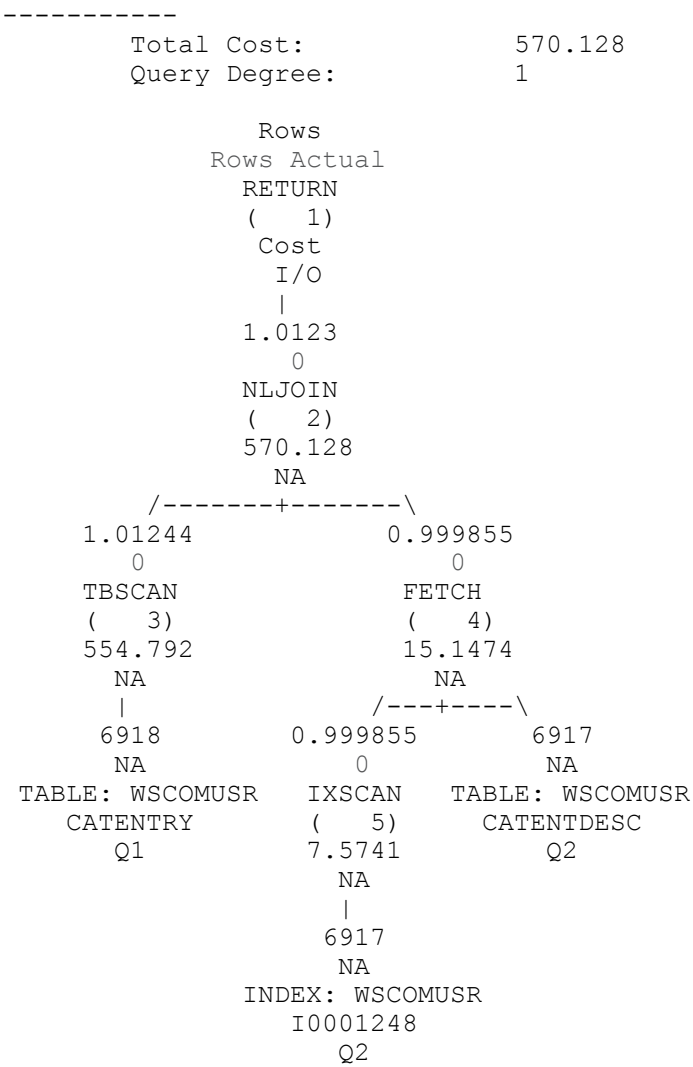 -----------
Total Cost: 570.128
Query Degree: 1
Rows
Rows Actual
RETURN
( 1)
Cost
I/O
|
1.0123
0
NLJOIN
( 2)
570.128
NA
/-------+-------\
1.01244 0.999855
0 0
TBSCAN FETCH
( 3) ( 4)
554.792 15.1474
NA NA
| /---+----\
6918 0.999855 6917
NA 0 NA
TABLE: WSCOMUSR IXSCAN TABLE: WSCOMUSR
CATENTRY ( 5) CATENTDESC
Q1 7.5741 Q2
NA
|
6917
NA
INDEX: WSCOMUSR
I0001248
Q2